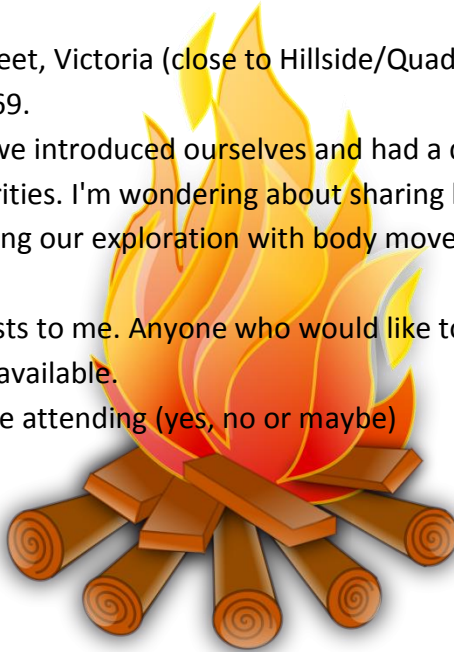 eet, Victoria (close to Hillside/Quad
69.
we introduced ourselves and had a
rities. I'm wondering about sharing
ing our exploration with body move
sts to me. Anyone who would like to
available.
e attending (yes, no or maybe)